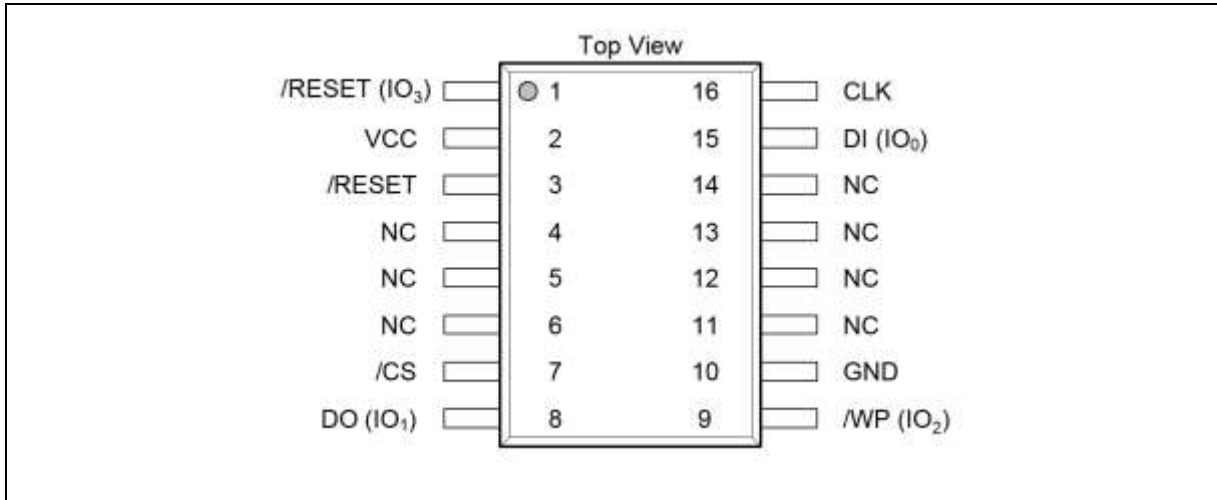 Top View
/RESET (IO₃) 1 16 CLK
VCC 2 15 DI (IO₀)
/RESET 3 14 NC
NC 4 13 NC
NC 5 12 NC
NC 6 11 NC
/CS 7 10 GND
DO (IO₁) 8 9 /WP (IO₂)